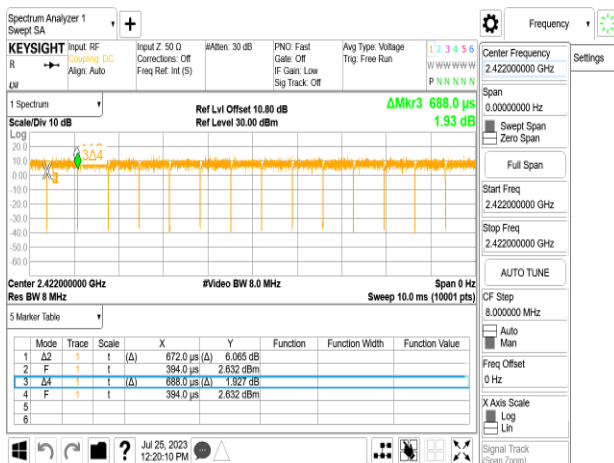 Spectrum Analyzer 1
Swept SA
+
Frequency
KEYSIGHT
Input: RF
Coupling: DC
Align: Auto
Input Z: 50 Ω
Corrections: Off
Freq Ref: Int (S)
#Atten: 30 dB
PNO: Fast
Gate: Off
IF Gain: Low
Sig Track: Off
Avg Type: Voltage
Trig: Free Run
1 2 3 4 5 6
W W W W W W
P N N N N N
R
LW
Center Frequency
2.422000000 GHz
Settings
Span
0.00000000 Hz
Swept Span
Zero Span
Full Span
Start Freq
2.422000000 GHz
Stop Freq
2.422000000 GHz
AUTO TUNE
CF Step
8.000000 MHz
Auto
Man
Freq Offset
0 Hz
X Axis Scale
Log
Lin
Signal Track
(Span Zoom)
1 Spectrum
Scale/Div 10 dB
Ref Lvl Offset 10.80 dB
Ref Level 30.00 dBm
ΔMkr3 688.0 µs
1.93 dB
Log
20.0
10.0
0.00
-10.0
-20.0
-30.0
-40.0
-50.0
-60.0
3Δ4
Center 2.422000000 GHz
Res BW 8 MHz
#Video BW 8.0 MHz
Span 0 Hz
Sweep 10.0 ms (10001 pts)
5 Marker Table
Mode Trace Scale X Y Function Function Width Function Value
1 Δ2 1 t (Δ) 672.0 µs (Δ) 6.065 dB
2 F 1 t 394.0 µs 2.632 dBm
3 Δ4 1 t (Δ) 688.0 µs (Δ) 1.927 dB
4 F 1 t 394.0 µs 2.632 dBm
5
6
?
Jul 25, 2023
12:20:10 PM